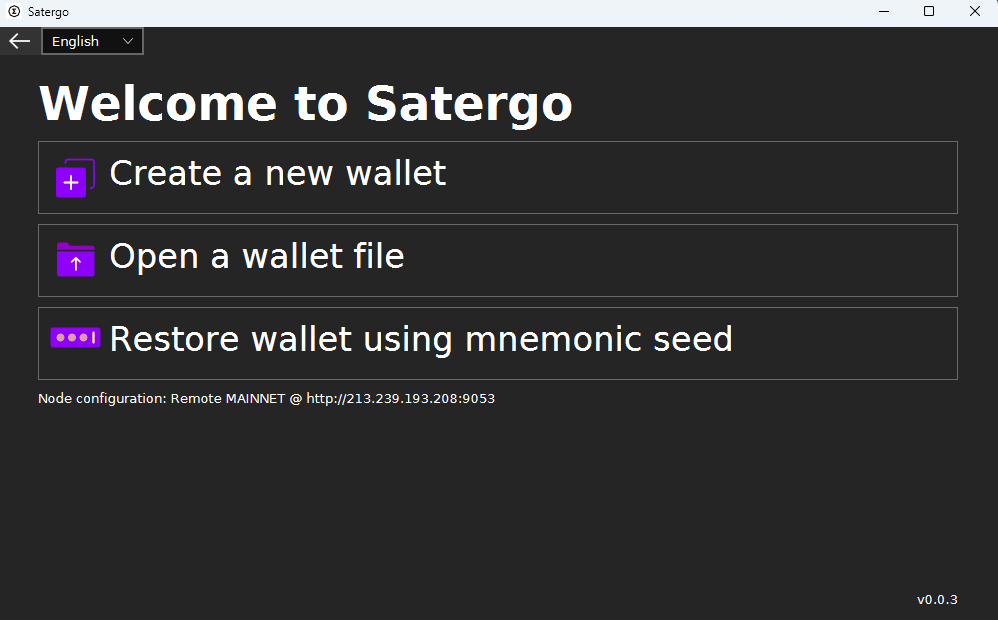 Satergo
English
Welcome to Satergo
Create a new wallet
Open a wallet file
Restore wallet using mnemonic seed
Node configuration: Remote MAINNET @ http://213.239.193.208:9053
v0.0.3